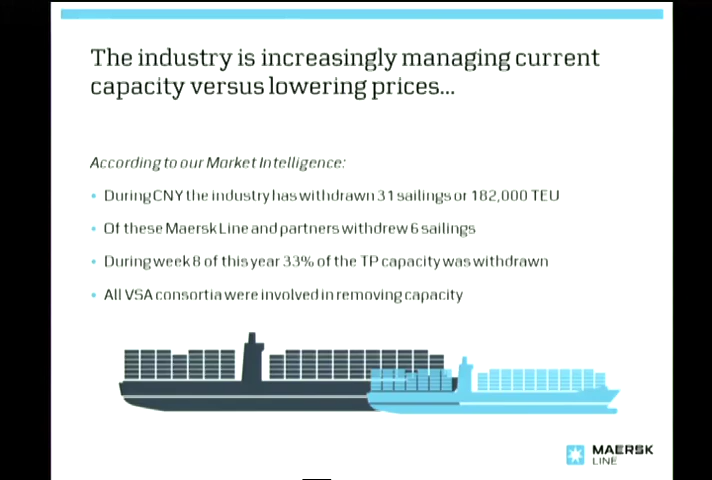 The industry is increasingly managing current
capacity versus lowering prices...
According to our Market Intelligence:
• During CNY the industry has withdrawn 31 sailings or 182,000 TEU
• Of these Maersk Line and partners withdrew 6 sailings
• During week 8 of this year 33% of the TP capacity was withdrawn
• All VSA consortia were involved in removing capacity
MAERSK
LINE